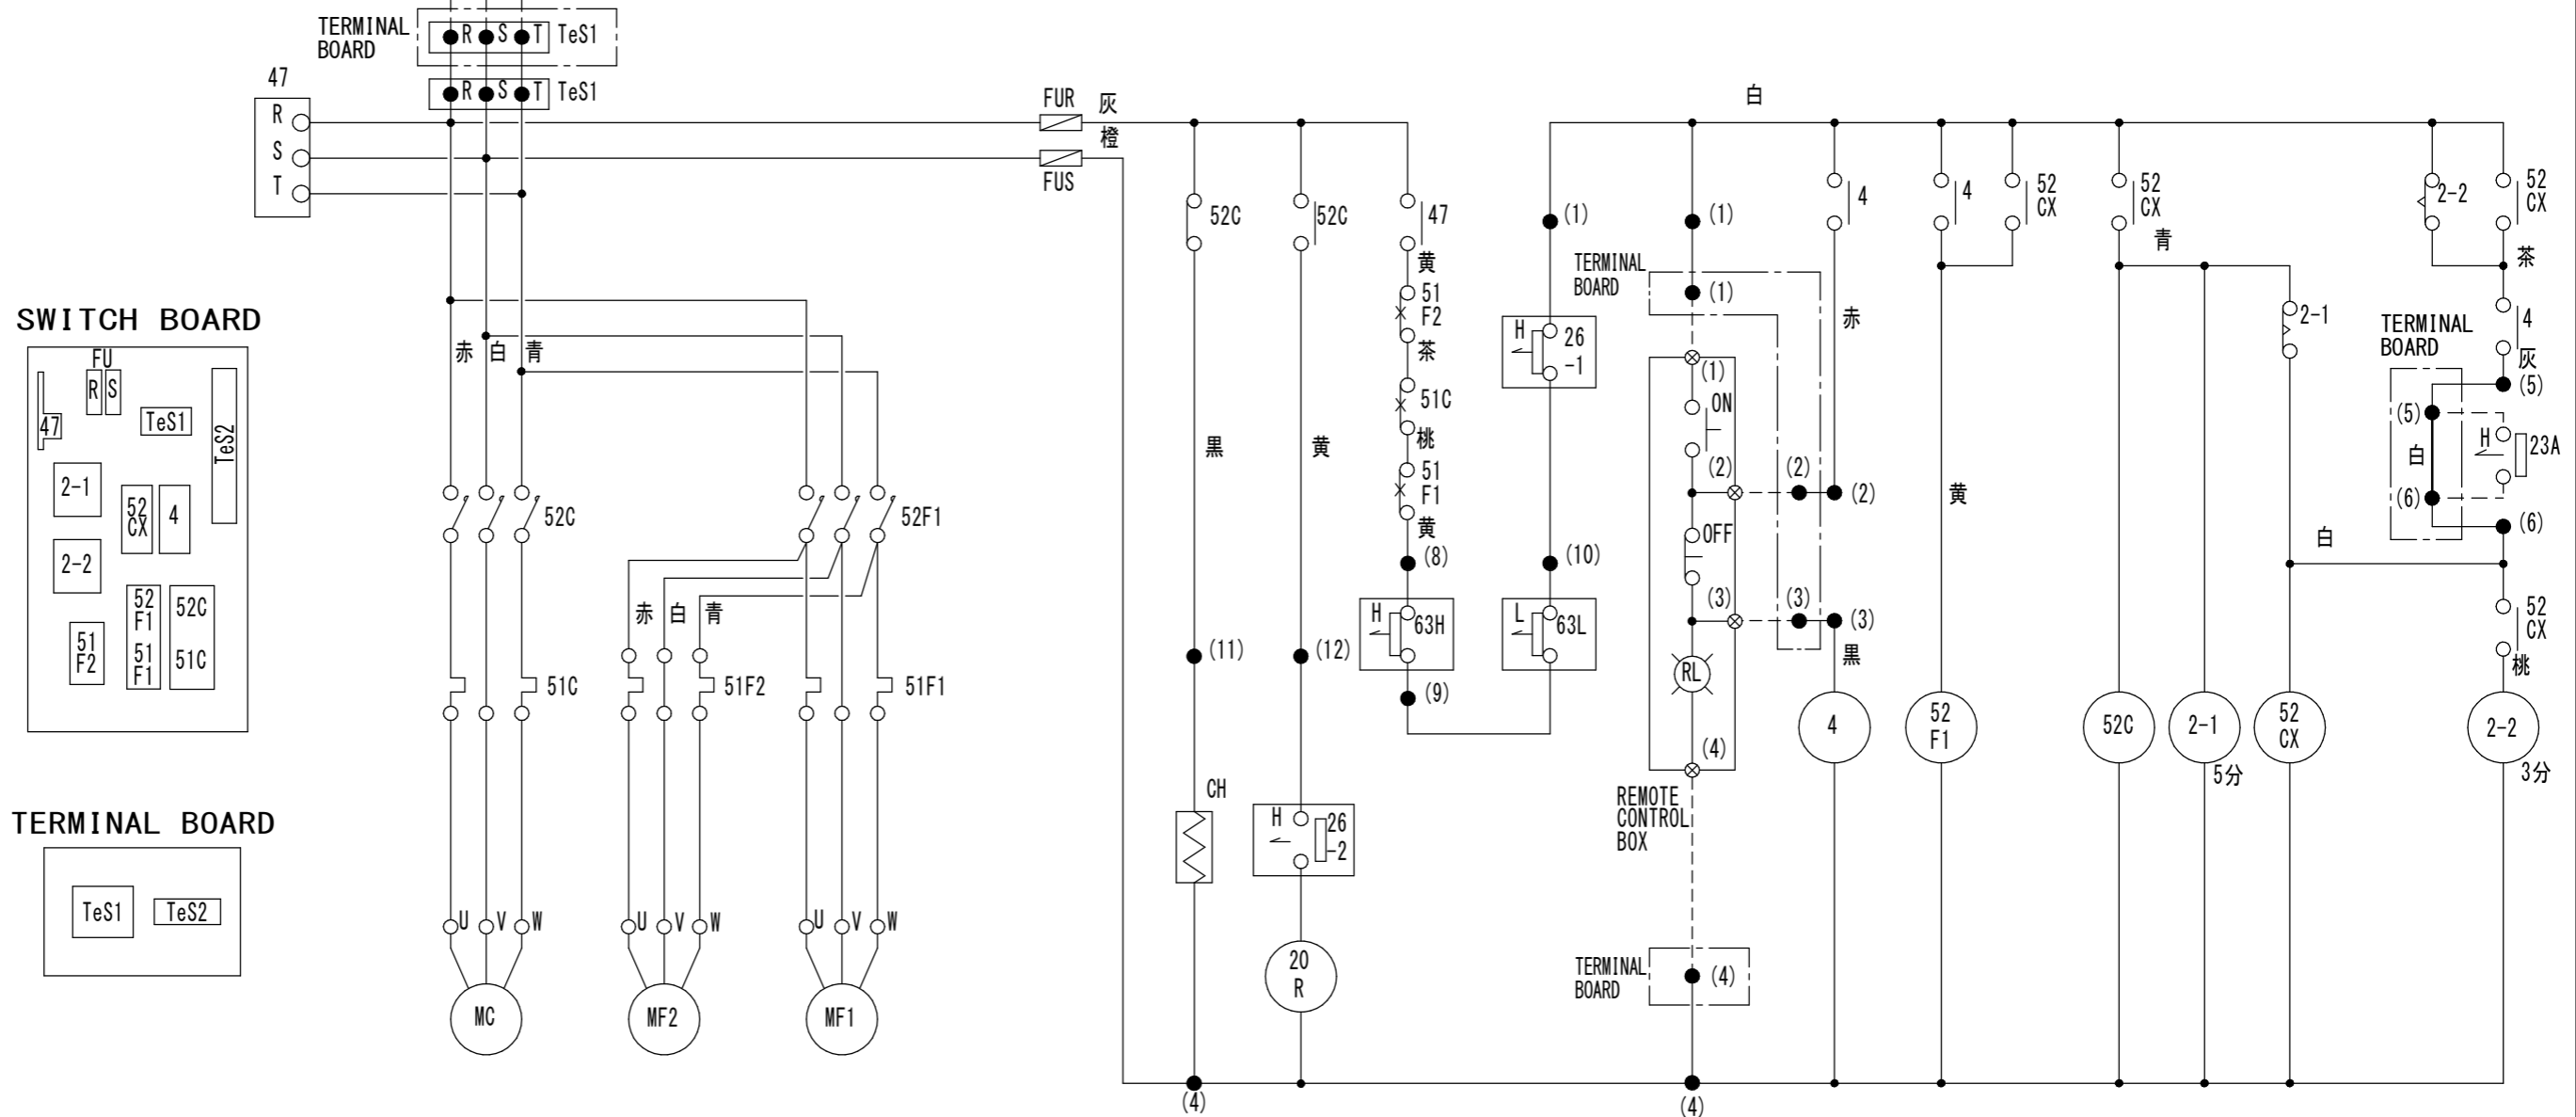 TERMINAL
BOARD
R S T TeS1
R S T TeS1
47
R
S
T
FUR
灰
橙
FUS
白
52C
52C
47
黄
51
F2
茶
51C
桃
51
F1
黄
(8)
H
63H
(9)
(1)
H
26
-1
(10)
L
63L
(1)
TERMINAL
BOARD
(1)
(1)
ON
(2)
(2)
(2)
OFF
(3)
(3)
(3)
RL
(4)
REMOTE
CONTROL
BOX
TERMINAL
BOARD
(4)
(4)
4
赤
黒
4
4
52
CX
黄
52
F1
52
CX
青
52C
2-1
5分
2-1
52
CX
2-2
52
CX
茶
4
灰
TERMINAL
BOARD
(5)
(5)
白
H
23A
(6)
(6)
白
52
CX
桃
2-2
3分
黒
(11)
CH
(4)
黄
(12)
H
26
-2
20
R
SWITCH BOARD
FU
R S
47
TeS1
TeS2
2-1
52
CX
4
2-2
52
F1
51
F1
52C
51C
51
F2
TERMINAL BOARD
TeS1
TeS2
赤 白 青
52C
52F1
赤 白 青
51C
51F2
51F1
U V W
U V W
U V W
MC
MF2
MF1